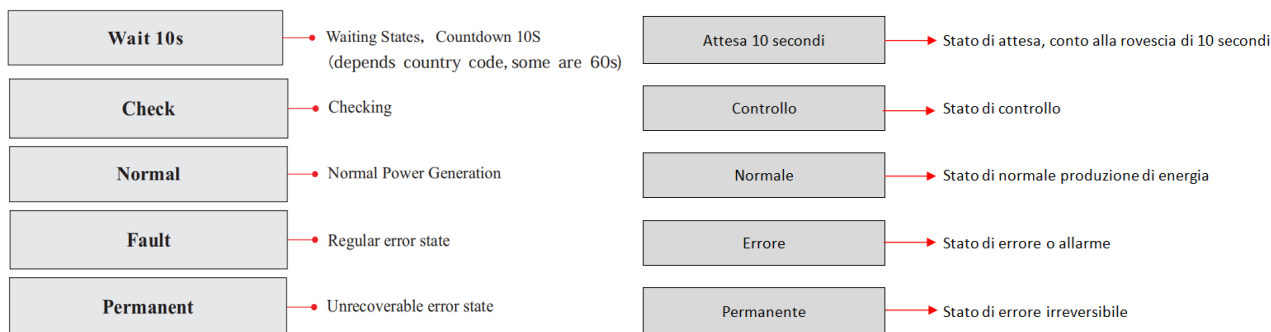 Wait 10s
Waiting States, Countdown 10S
(depends country code, some are 60s)
Check
Checking
Normal
Normal Power Generation
Fault
Regular error state
Permanent
Unrecoverable error state
Attesa 10 secondi
Stato di attesa, conto alla rovescia di 10 secondi
Controllo
Stato di controllo
Normale
Stato di normale produzione di energia
Errore
Stato di errore o allarme
Permanente
Stato di errore irreversibile